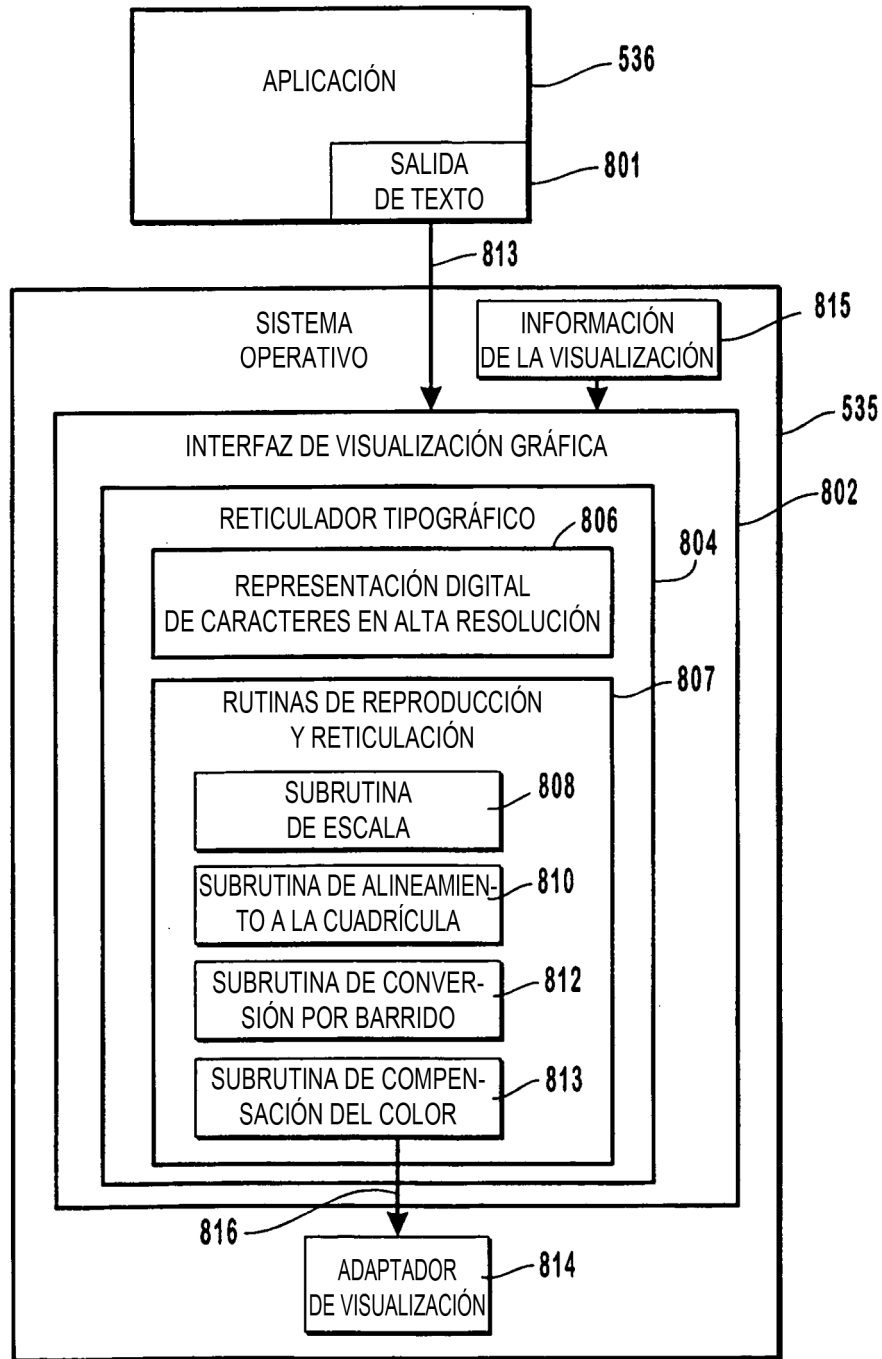 APLICACIÓN
536
SALIDA
DE TEXTO
801
813
SISTEMA
OPERATIVO
INFORMACIÓN
DE LA VISUALIZACIÓN
815
535
INTERFAZ DE VISUALIZACIÓN GRÁFICA
802
RETICULADOR TIPOGRÁFICO
806
804
REPRESENTACIÓN DIGITAL
DE CARACTERES EN ALTA RESOLUCIÓN
807
RUTINAS DE REPRODUCCIÓN
Y RETICULACIÓN
SUBRUTINA
DE ESCALA
808
SUBRUTINA DE ALINEAMIEN-
TO A LA CUADRÍCULA
810
SUBRUTINA DE CONVER-
SIÓN POR BARRIDO
812
SUBRUTINA DE COMPEN-
SACIÓN DEL COLOR
813
816
ADAPTADOR
DE VISUALIZACIÓN
814